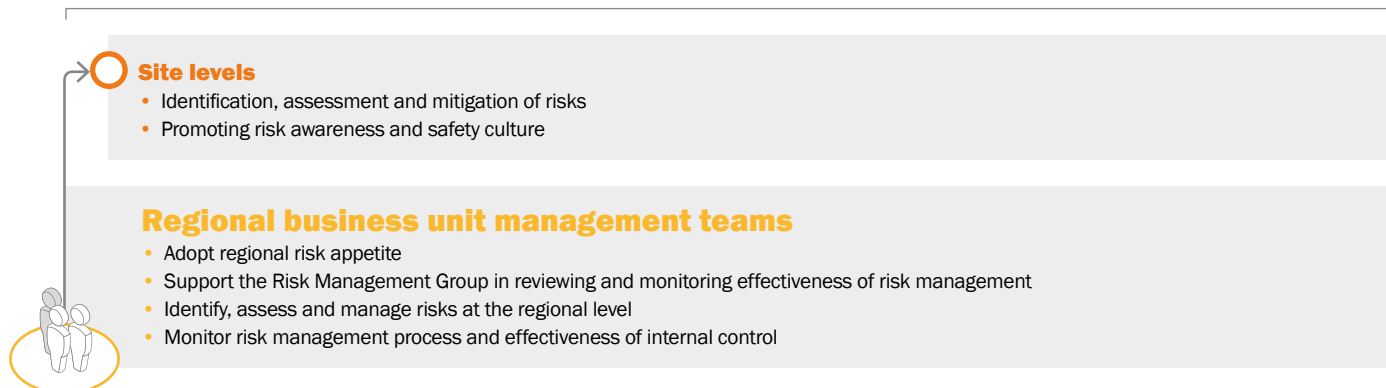 Site levels
• Identification, assessment and mitigation of risks
• Promoting risk awareness and safety culture
Regional business unit management teams
• Adopt regional risk appetite
• Support the Risk Management Group in reviewing and monitoring effectiveness of risk management
• Identify, assess and manage risks at the regional level
• Monitor risk management process and effectiveness of internal control